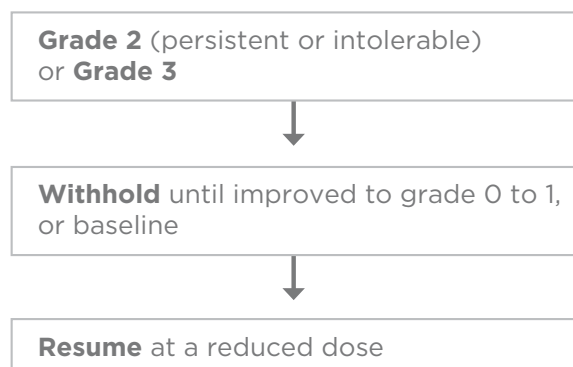 Grade 2 (persistent or intolerable)
or Grade 3
Withhold until improved to grade 0 to 1,
or baseline
Resume at a reduced dose